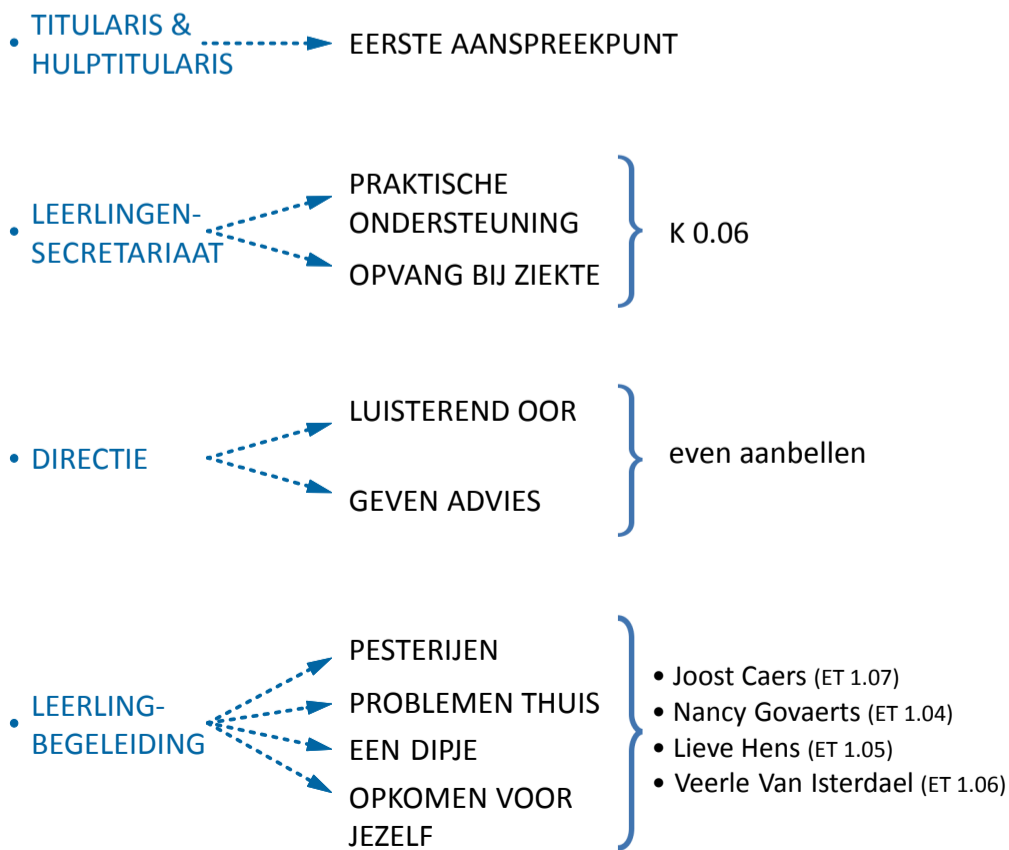 • TITULARIS &
HULPTITULARIS
EERSTE AANSPREEKPUNT
• LEERLINGEN-
SECRETARIAAT
PRAKTISCHE
ONDERSTEUNING
OPVANG BIJ ZIEKTE
K 0.06
• DIRECTIE
LUISTEREND OOR
GEVEN ADVIES
even aanbellen
• LEERLING-
BEGELEIDING
PESTERIJEN
PROBLEMEN THUIS
EEN DIPJE
OPKOMEN VOOR
JEZELF
• Joost Caers (ET 1.07)
• Nancy Govaerts (ET 1.04)
• Lieve Hens (ET 1.05)
• Veerle Van Isterdael (ET 1.06)